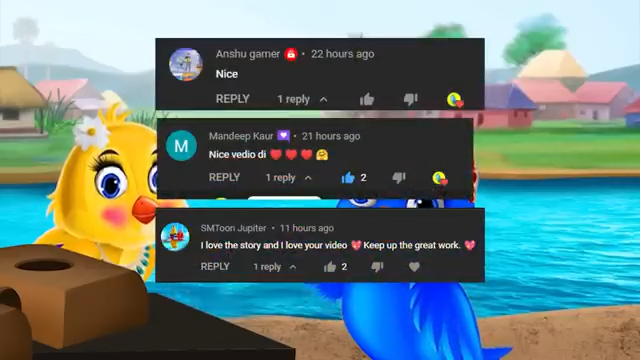 Anshu gamer • 22 hours ago
Nice
REPLY 1 reply
M
Mandeep Kaur • 21 hours ago
Nice vedio di ❤️❤️❤️🤗
REPLY 1 reply 2
SMToon Jupiter • 11 hours ago
I love the story and I love your video 💖 Keep up the great work. 💖
REPLY 1 reply 2